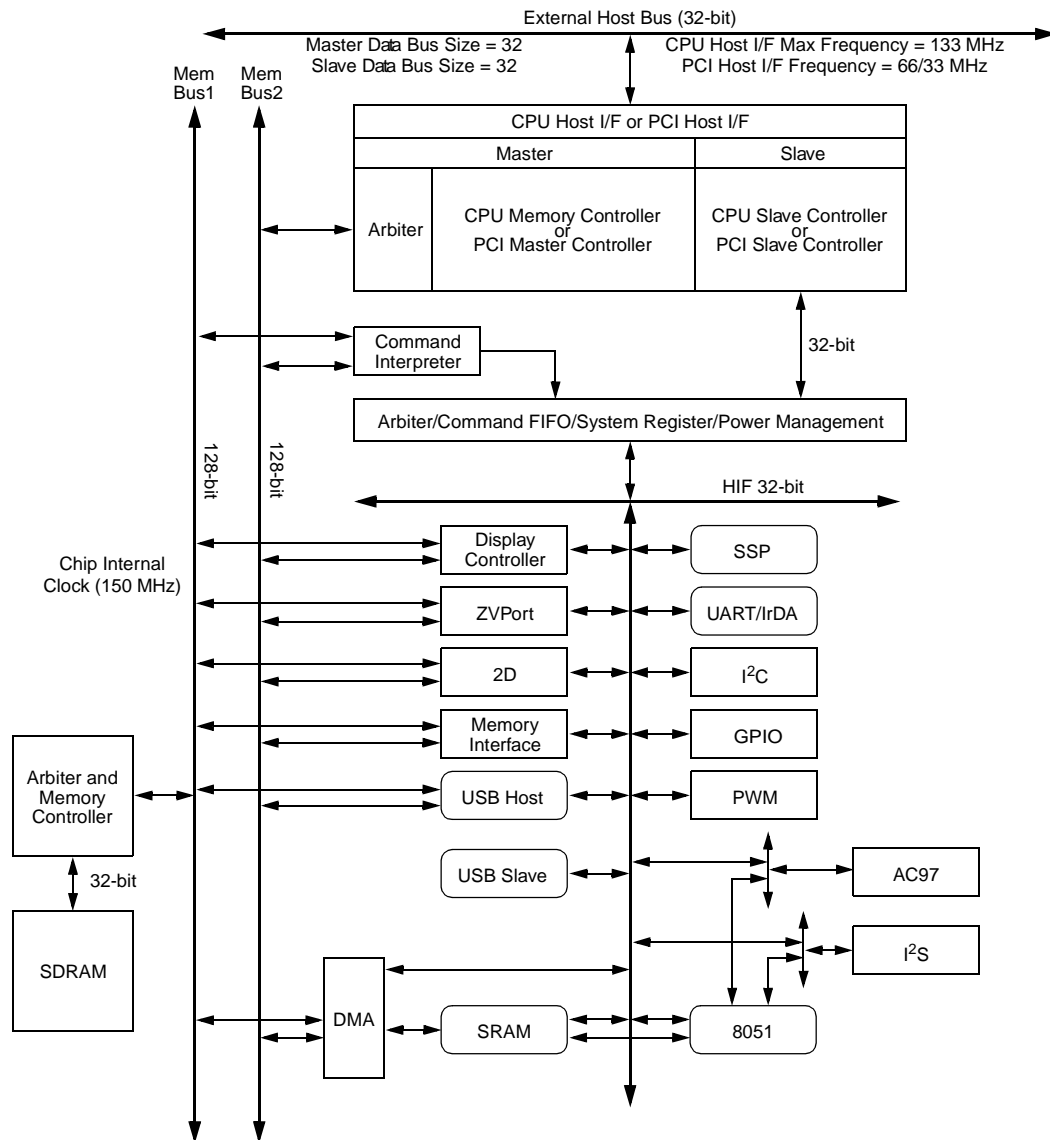 External Host Bus (32-bit)
Master Data Bus Size = 32
Slave Data Bus Size = 32
CPU Host I/F Max Frequency = 133 MHz
PCI Host I/F Frequency = 66/33 MHz
Mem
Bus1
Mem
Bus2
CPU Host I/F or PCI Host I/F
Master
Slave
Arbiter
CPU Memory Controller
or
PCI Master Controller
CPU Slave Controller
or
PCI Slave Controller
32-bit
Command
Interpreter
Arbiter/Command FIFO/System Register/Power Management
128-bit
128-bit
HIF 32-bit
Chip Internal
Clock (150 MHz)
Display
Controller
SSP
ZVPort
UART/IrDA
2D
I²C
Memory
Interface
GPIO
Arbiter and
Memory
Controller
USB Host
PWM
32-bit
USB Slave
AC97
SDRAM
I²S
DMA
SRAM
8051